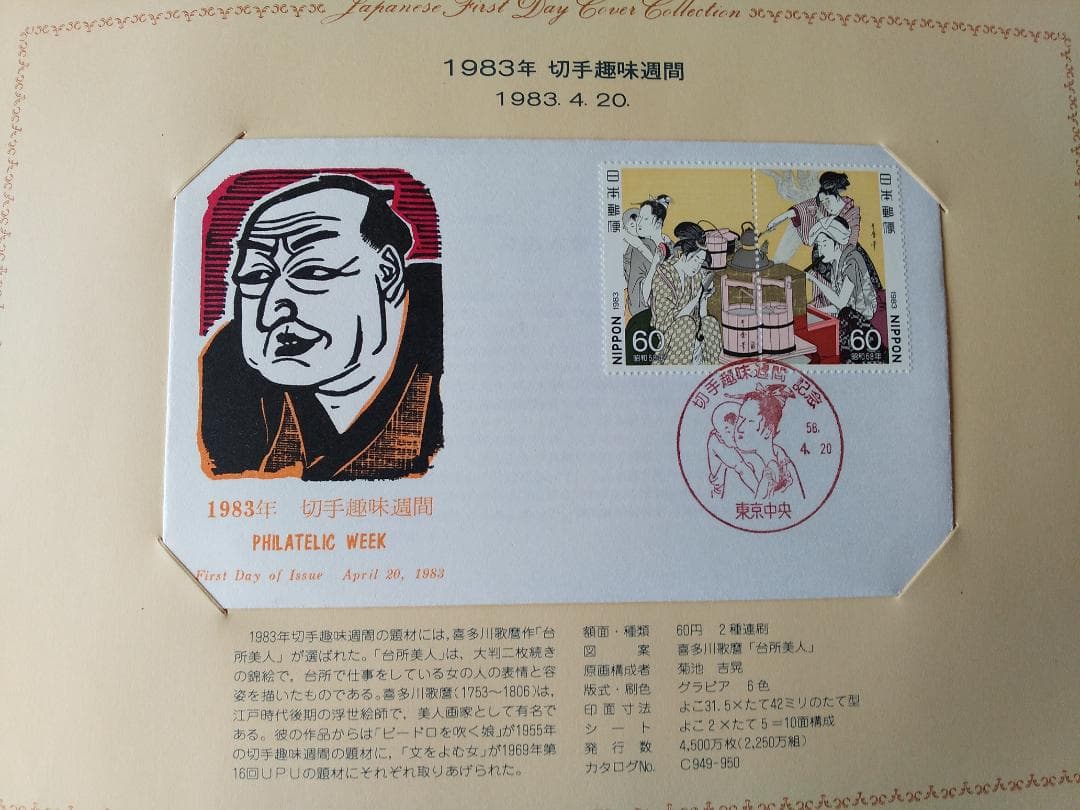 Japanese First Day Cover Collection
1983年 切手趣味週間
1983. 4. 20.
日本郵便
NIPPON 1983
60
昭和58年
日本郵便
1983 NIPPON
60
昭和58年
切手趣味週間 記念
58.
4. 20
東京中央
1983年 切手趣味週間
PHILATELIC WEEK
First Day of Issue April 20, 1983
1983年切手趣味週間の題材には,喜多川歌麿作「台
所美人」が選ばれた。「台所美人」は、大判二枚続き
の錦絵で,台所で仕事をしている女の人の表情と容
姿を描いたものである。喜多川歌麿(1753〜1806)は,
江戸時代後期の浮世絵師で,美人画家として有名で
ある。彼の作品からは「ビードロを吹く娘」が1955年
の切手趣味週間の題材に,「文をよむ女」が1969年第
16回UPUの題材にそれぞれ取りあげられた。
額面・種類 60円 2種連刷
図案 喜多川歌麿「台所美人」
原画構成者 菊池 吉晃
版式・刷色 グラビア 6色
印面寸法 よこ31.5×たて42ミリのたて型
シート よこ2×たて5=10面構成
発行数 4,500万枚(2,250万組)
カタログNo. C949-950